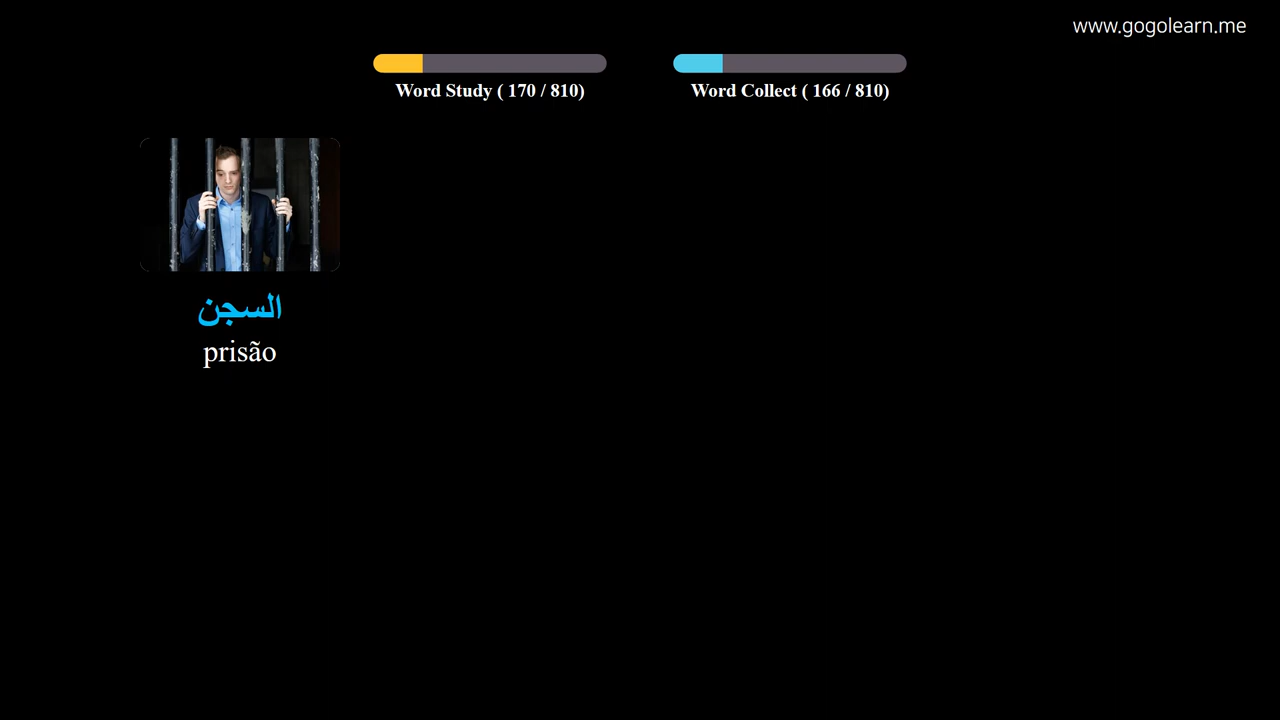 www.gogolearn.me
Word Study ( 170 / 810)
Word Collect ( 166 / 810)
السجن
prisão